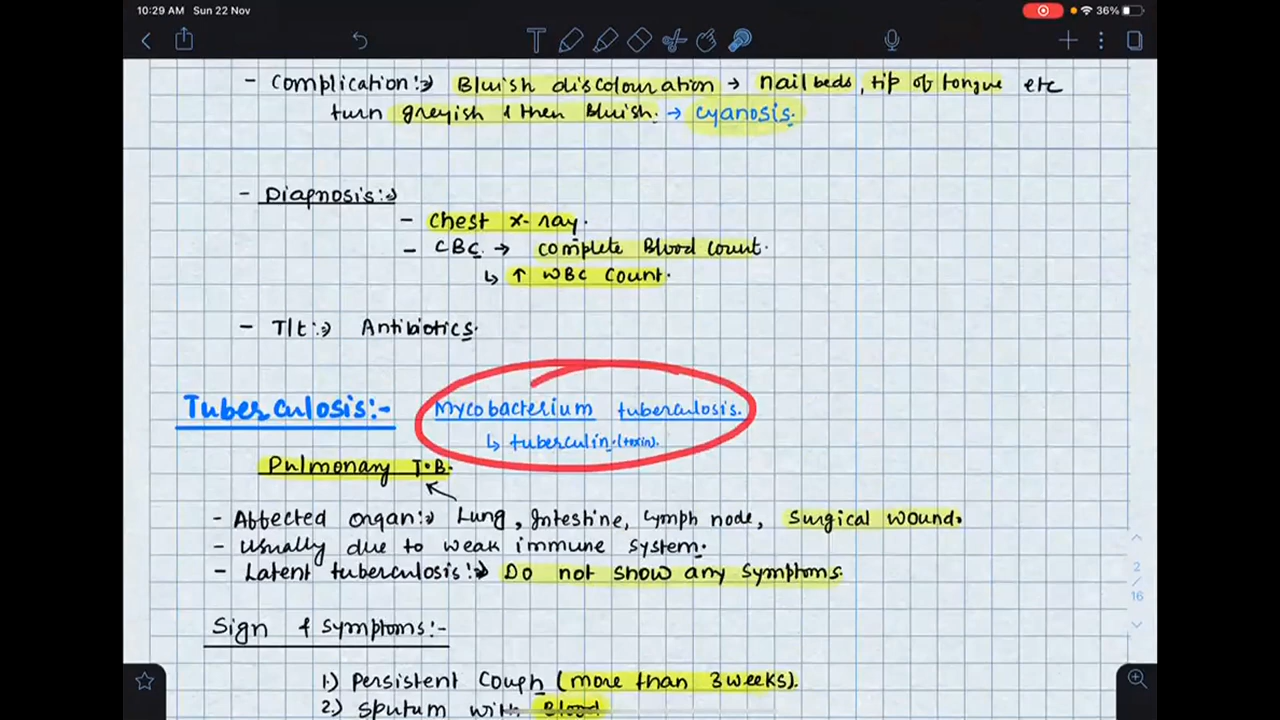 10:29 AM Sun 22 Nov
36%
- Complication:→ Bluish discolouration → nail beds, tip of tongue etc
turn greyish & then Bluish. → cyanosis.
- Diagnosis:→
- Chest x-ray.
- CBC → complete Blood count.
↳ ↑ WBC Count.
- T/t:→ Antibiotics.
Tuberculosis:- Mycobacterium tuberculosis.
↳ tuberculin.(toxin).
Pulmonary T.B.
- Affected organ:→ Lung, Intestine, Lymph node, Surgical wound.
- Usually due to weak immune system.
- Latent tuberculosis:→ Do not show any symptoms.
2
/
16
Sign & Symptoms:-
1.) Persistent Cough (more than 3 weeks).
2.) Sputum with Blood